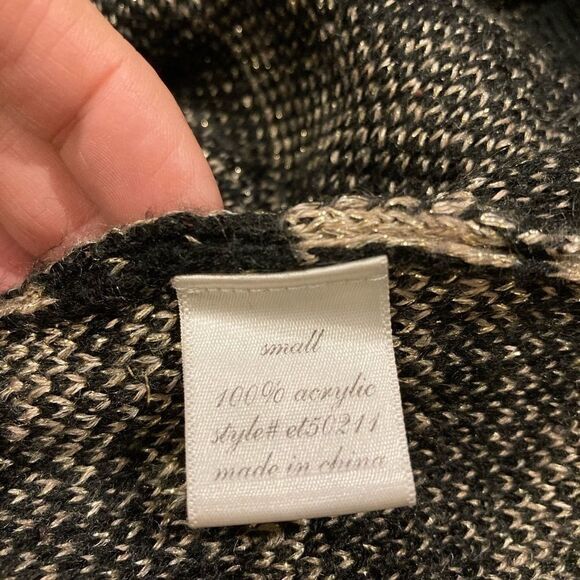 small
100% acrylic
style# et50211
made in china